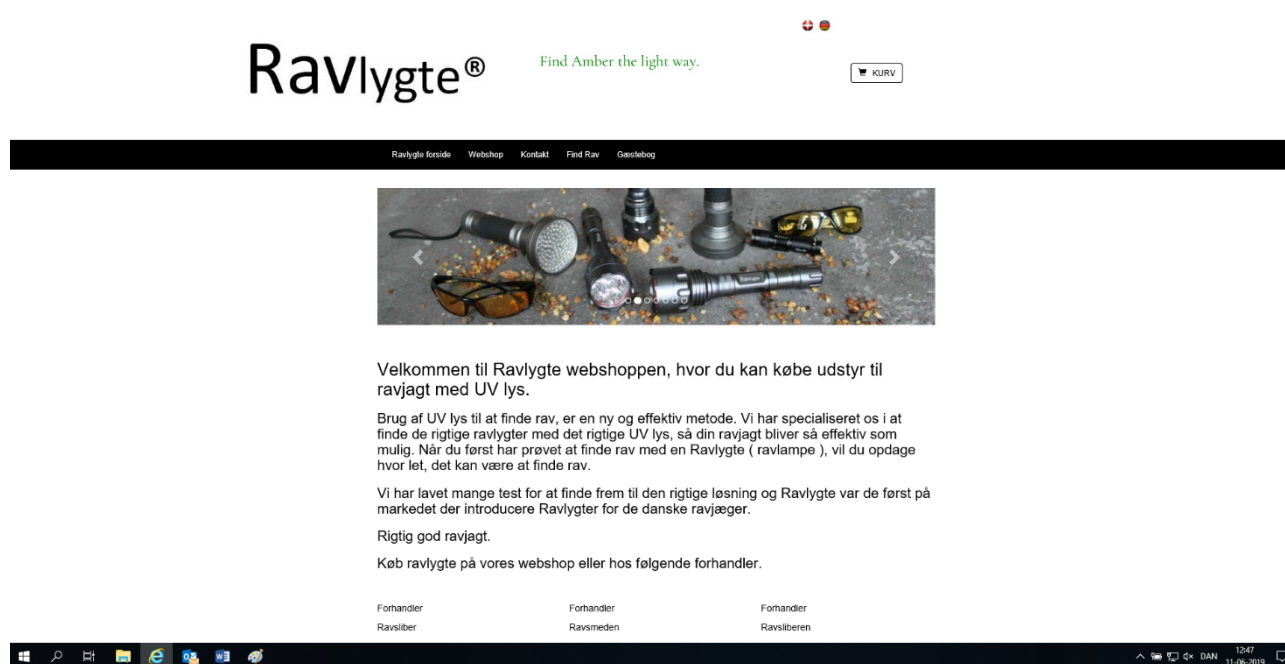 Ravlygte®
Find Amber the light way.
KURV
Ravlygte forside Webshop Kontakt Find Rav Gæstebog
Velkommen til Ravlygte webshoppen, hvor du kan købe udstyr til
ravjagt med UV lys.
Brug af UV lys til at finde rav, er en ny og effektiv metode. Vi har specialiseret os i at
finde de rigtige ravlygter med det rigtige UV lys, så din ravjagt bliver så effektiv som
mulig. Når du først har prøvet at finde rav med en Ravlygte ( ravlampe ), vil du opdage
hvor let, det kan være at finde rav.
Vi har lavet mange test for at finde frem til den rigtige løsning og Ravlygte var de først på
markedet der introducere Ravlygter for de danske ravjæger.
Rigtig god ravjagt.
Køb ravlygte på vores webshop eller hos følgende forhandler.
Forhandler Forhandler Forhandler
Ravsliber Ravsmeden Ravsliberen
DAN 12:47
11-06-2019